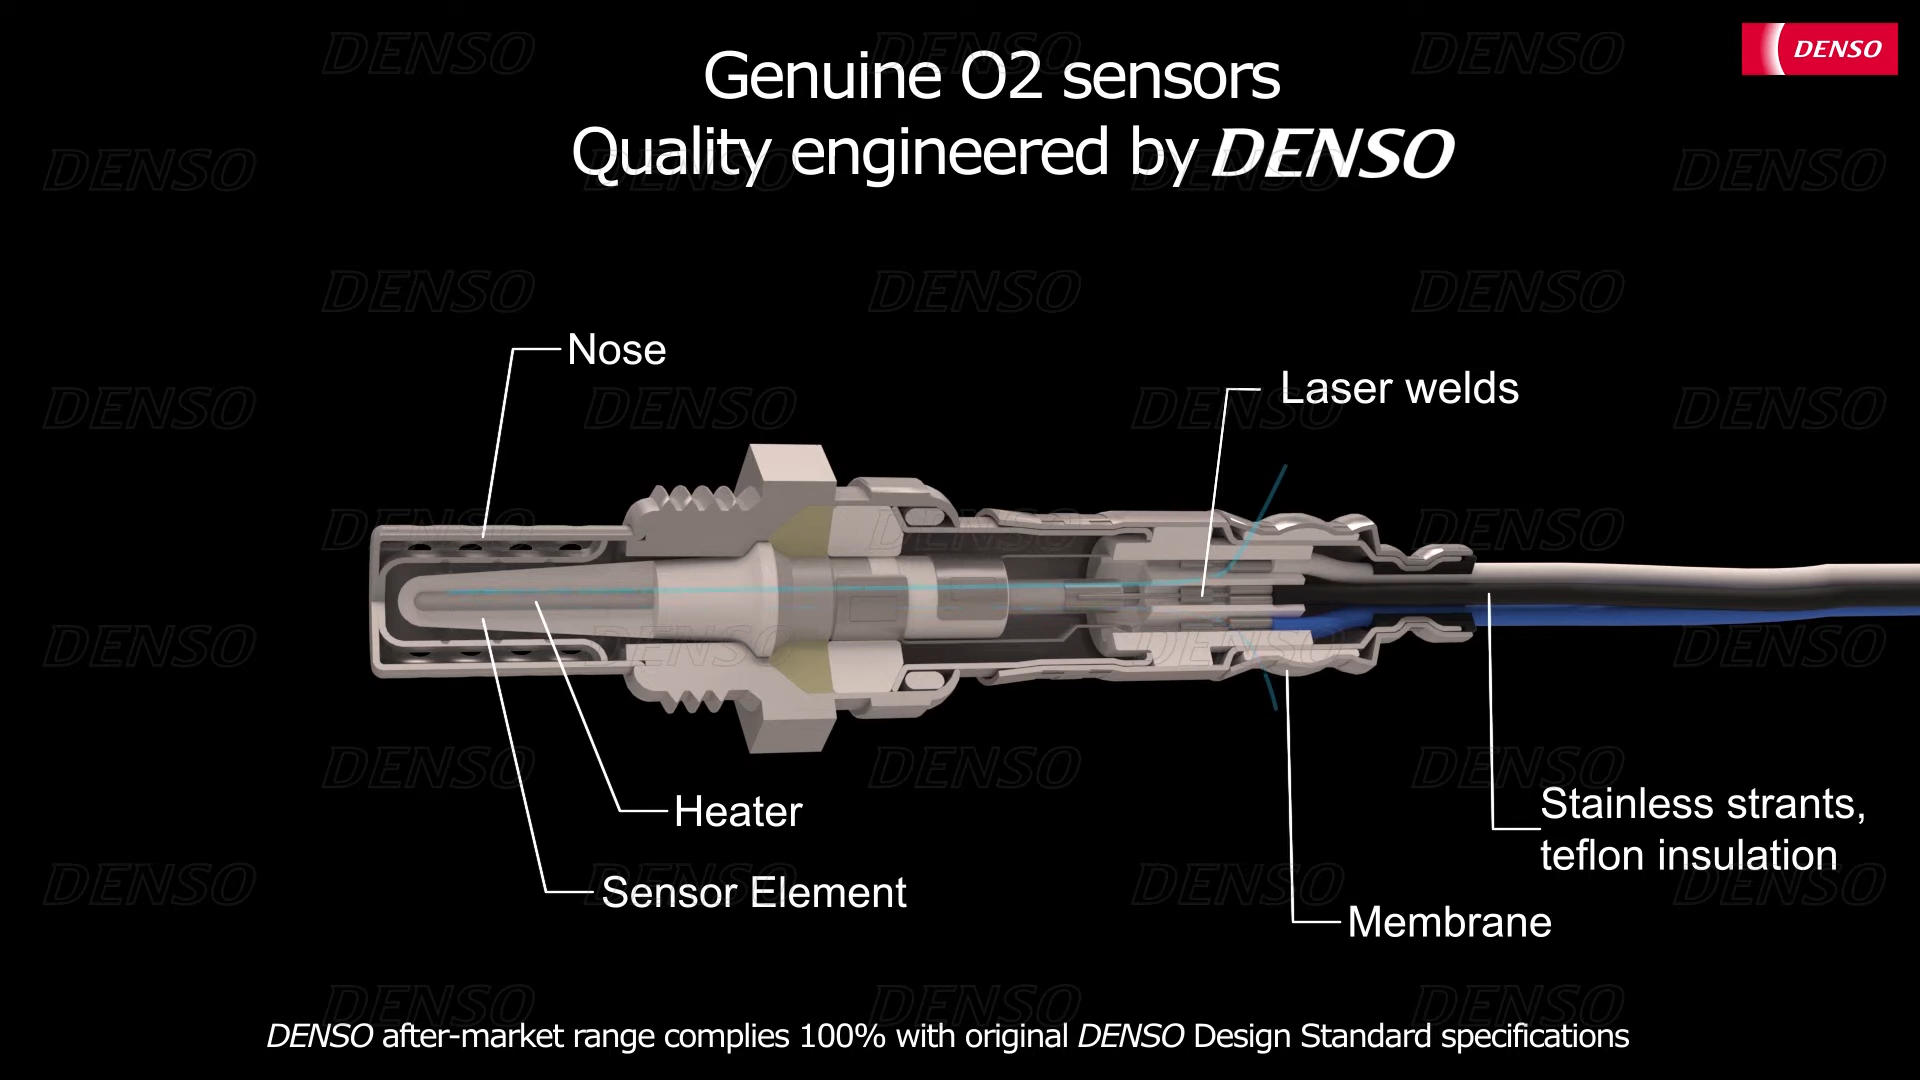 DENSO
Genuine O2 sensors
Quality engineered by DENSO
Nose
Laser welds
Heater
Sensor Element
Stainless strants,
teflon insulation
Membrane
DENSO after-market range complies 100% with original DENSO Design Standard specifications